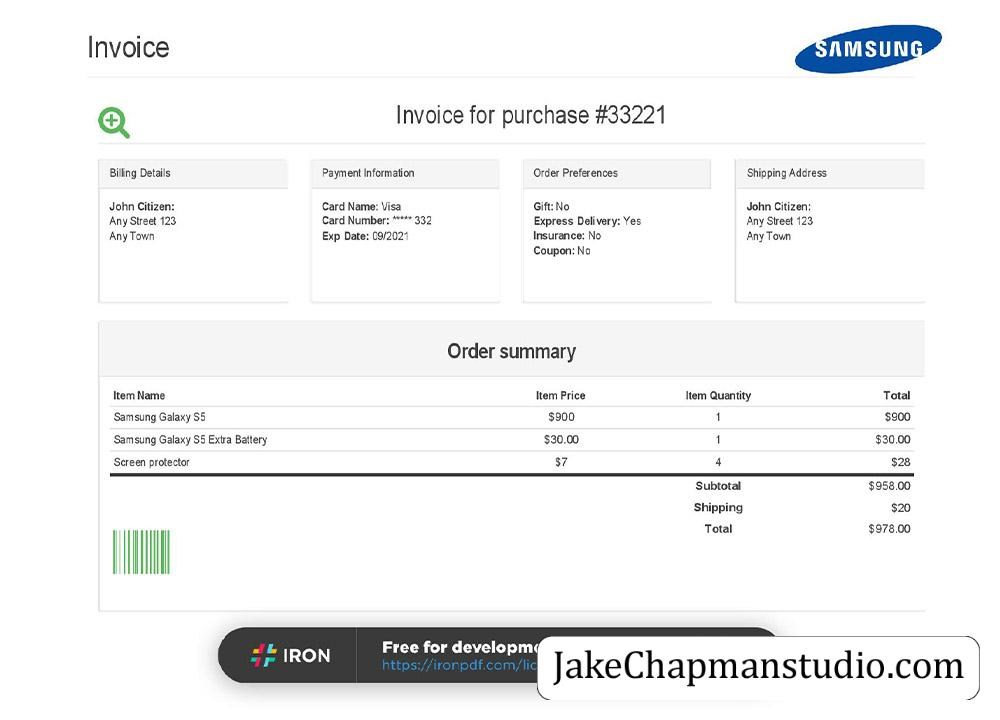 Invoice
SAMSUNG
Invoice for purchase #33221
Billing Details
John Citizen:
Any Street 123
Any Town
Payment Information
Card Name: Visa
Card Number: ***** 332
Exp Date: 09/2021
Order Preferences
Gift: No
Express Delivery: Yes
Insurance: No
Coupon: No
Shipping Address
John Citizen:
Any Street 123
Any Town
Order summary
Item Name Item Price Item Quantity Total
Samsung Galaxy S5 $900 1 $900
Samsung Galaxy S5 Extra Battery $30.00 1 $30.00
Screen protector $7 4 $28
Subtotal $958.00
Shipping $20
Total $978.00
IRON
Free for developme
https://ironpdf.com/lic
JakeChapmanstudio.com